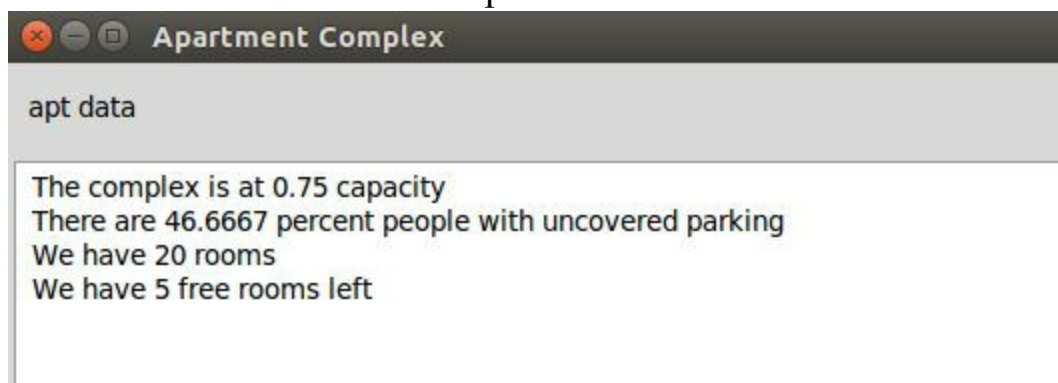 Apartment Complex
apt data
The complex is at 0.75 capacity
There are 46.6667 percent people with uncovered parking
We have 20 rooms
We have 5 free rooms left